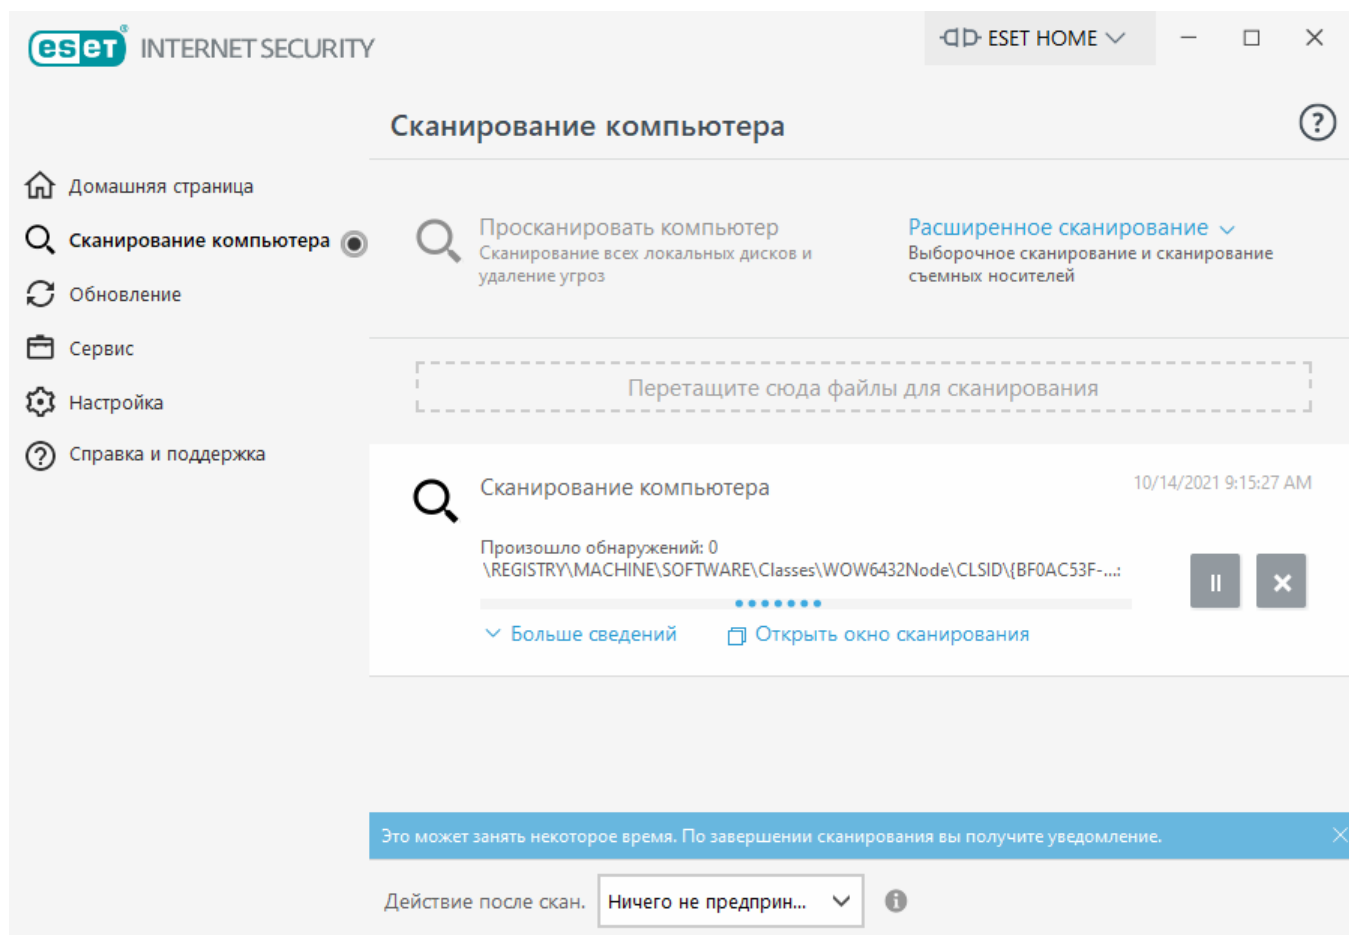 eset® INTERNET SECURITY
ESET HOME
Сканирование компьютера
?
Домашняя страница
Сканирование компьютера
Обновление
Сервис
Настройка
Справка и поддержка
Просканировать компьютер
Сканирование всех локальных дисков и
удаление угроз
Расширенное сканирование
Выборочное сканирование и сканирование
съемных носителей
Перетащите сюда файлы для сканирования
Сканирование компьютера
10/14/2021 9:15:27 AM
Произошло обнаружений: 0
\REGISTRY\MACHINE\SOFTWARE\Classes\WOW6432Node\CLSID\{BF0AC53F-...:
Больше сведений
Открыть окно сканирования
Это может занять некоторое время. По завершении сканирования вы получите уведомление.
Действие после скан.
Ничего не предприн...